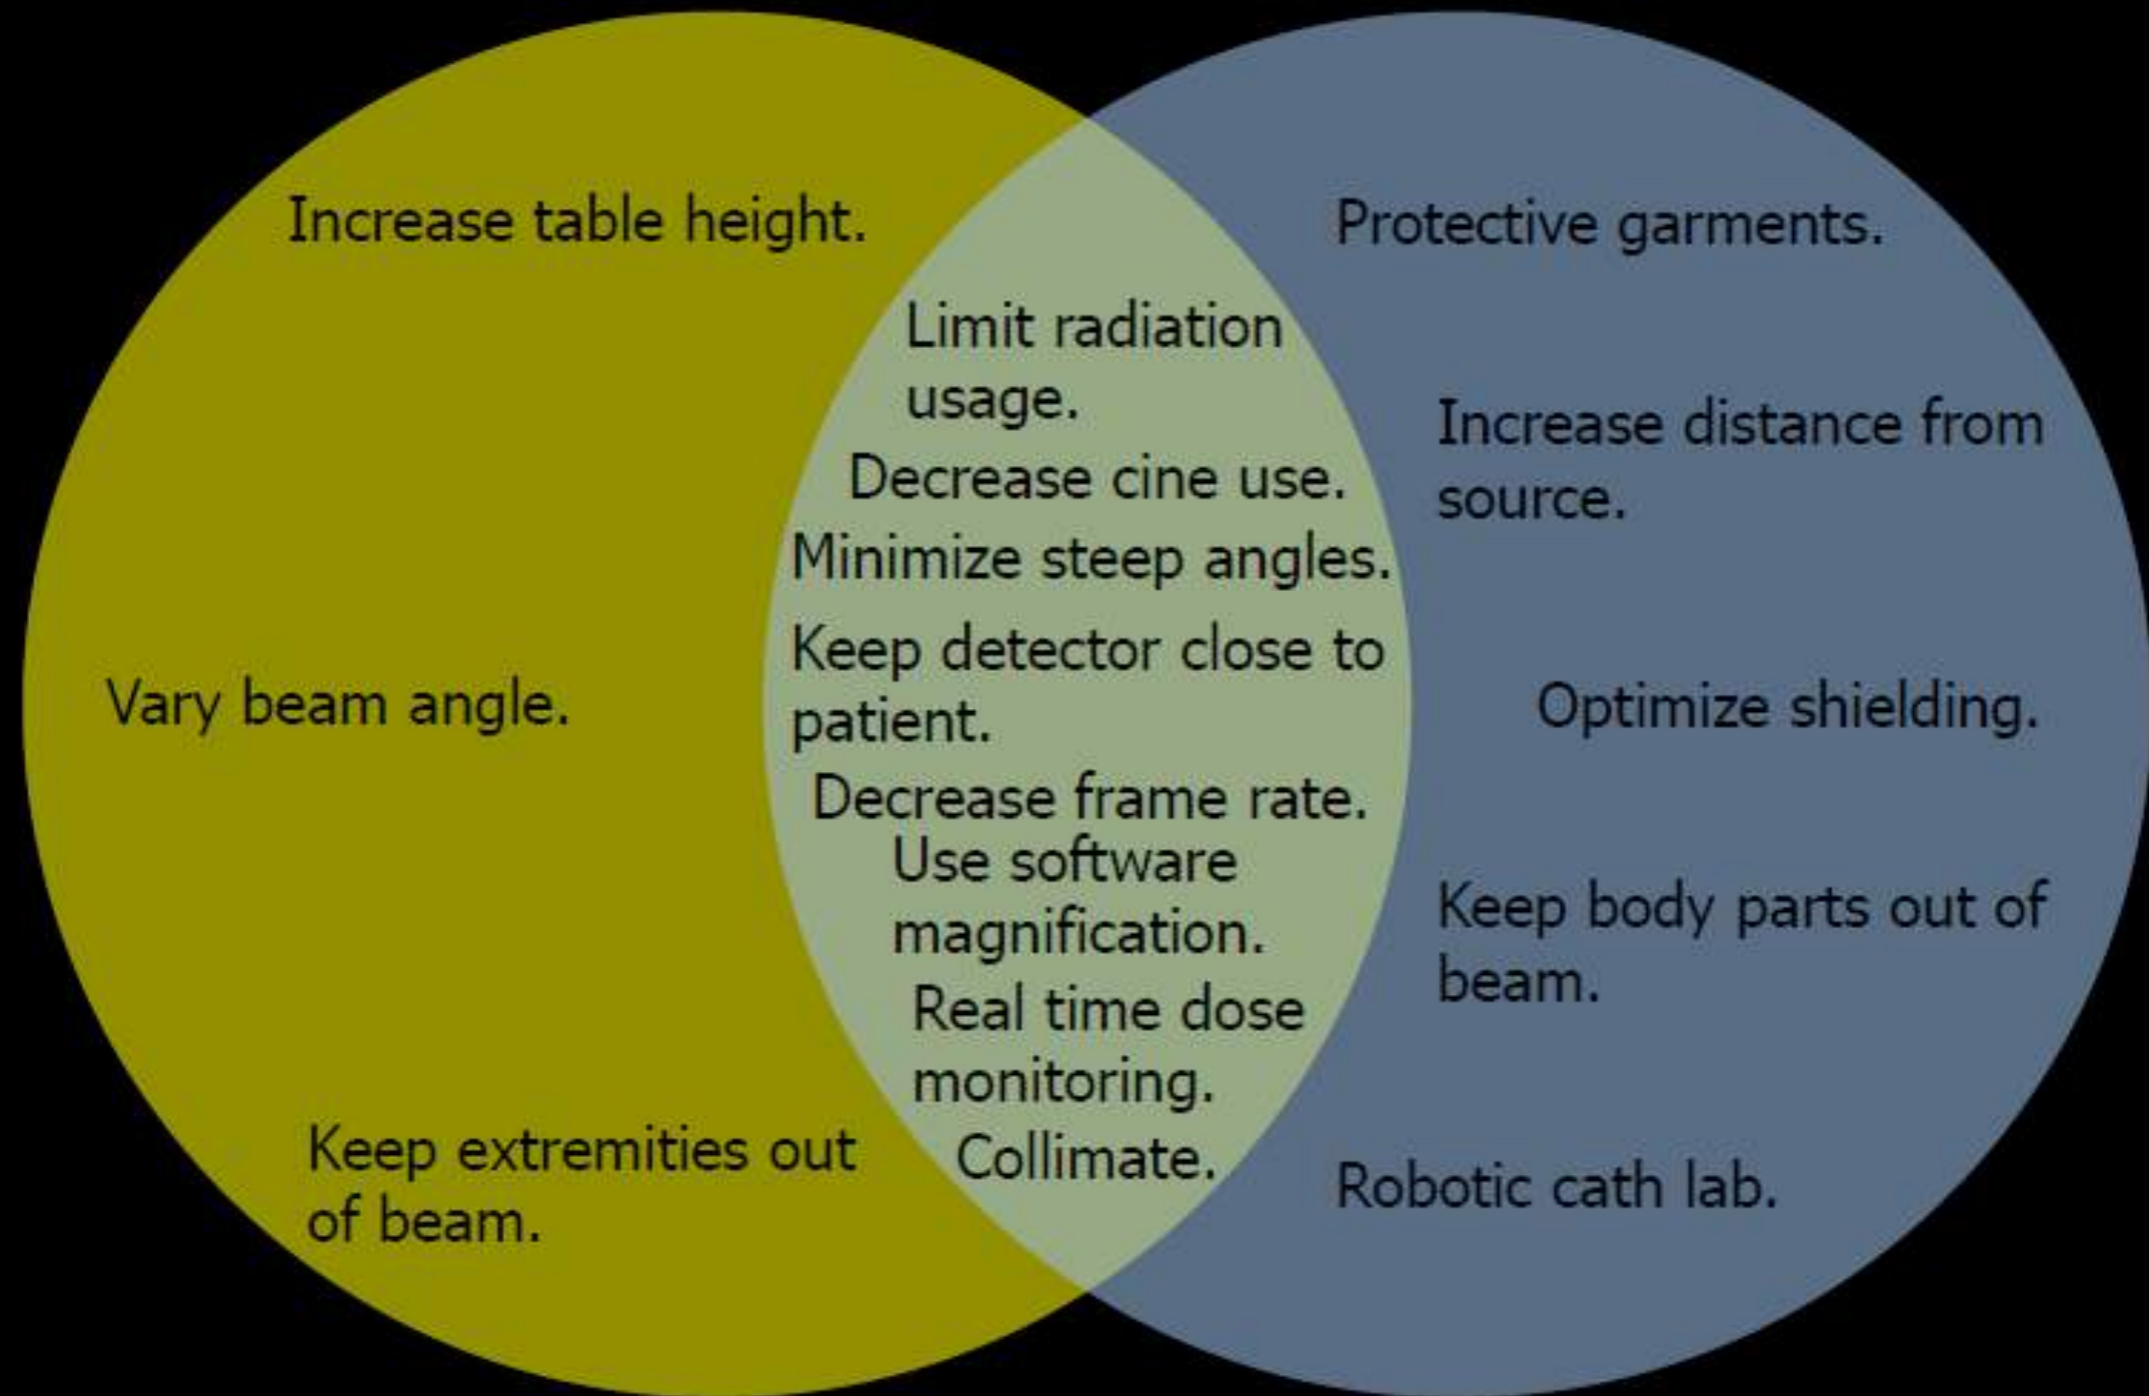 Increase table height.
Vary beam angle.
Keep extremities out
of beam.
Limit radiation
usage.
Decrease cine use.
Minimize steep angles.
Keep detector close to
patient.
Decrease frame rate.
Use software
magnification.
Real time dose
monitoring.
Collimate.
Protective garments.
Increase distance from
source.
Optimize shielding.
Keep body parts out of
beam.
Robotic cath lab.